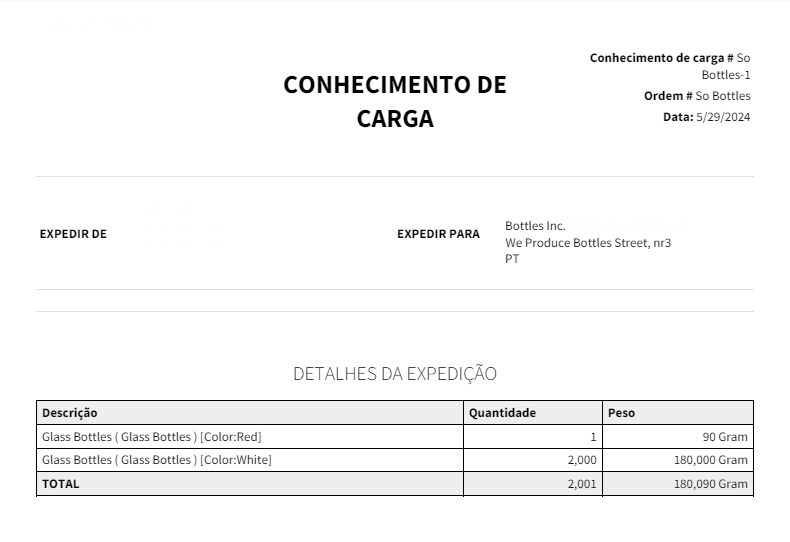 Conhecimento de carga # So
Bottles-1
Ordem # So Bottles
Data: 5/29/2024
CONHECIMENTO DE
CARGA
EXPEDIR DE
EXPEDIR PARA
Bottles Inc.
We Produce Bottles Street, nr3
PT
DETALHES DA EXPEDIÇÃO
Descrição Quantidade Peso
Glass Bottles ( Glass Bottles ) [Color:Red] 1 90 Gram
Glass Bottles ( Glass Bottles ) [Color:White] 2,000 180,000 Gram
TOTAL 2,001 180,090 Gram